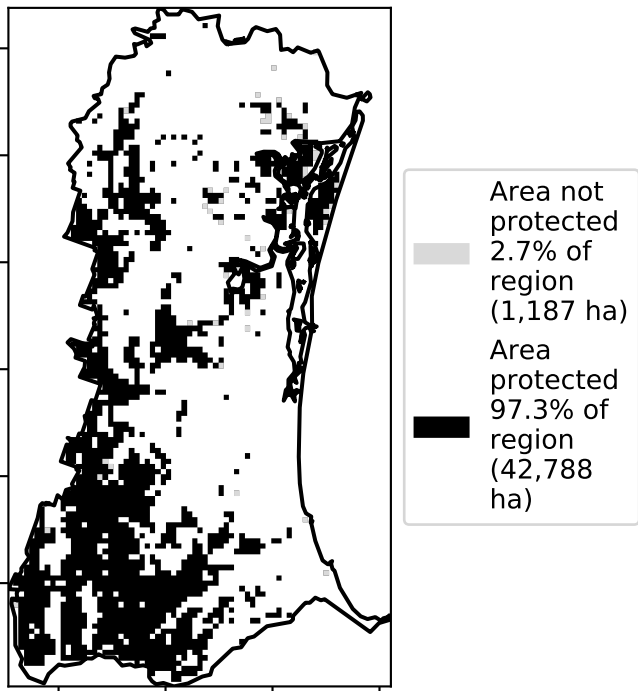 Area not
protected
2.7% of
region
(1,187 ha)
Area
protected
97.3% of
region
(42,788
ha)